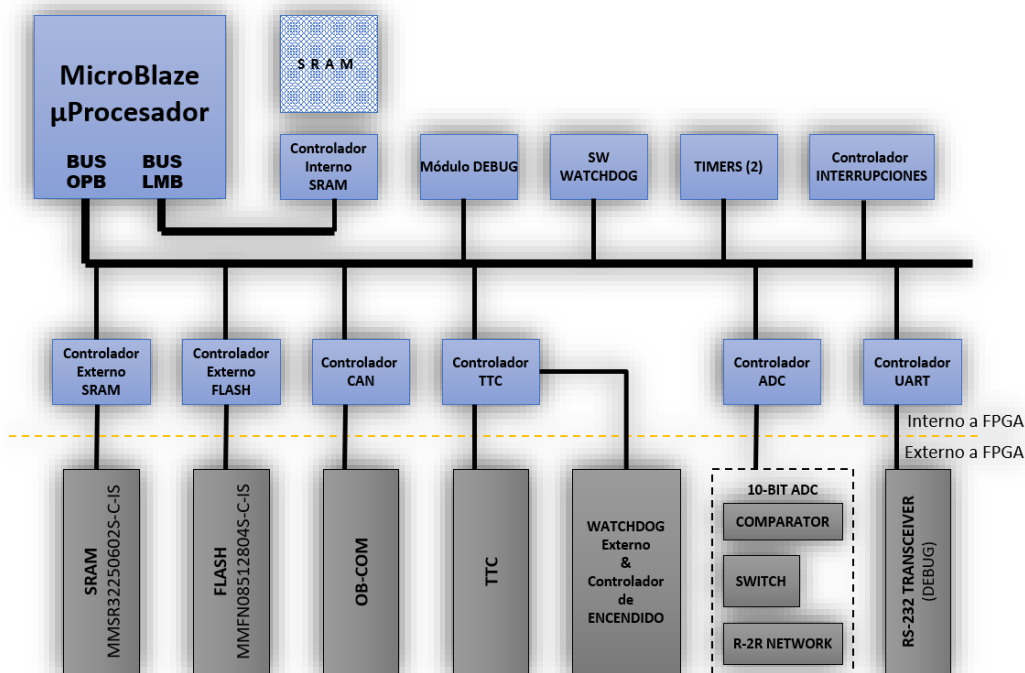 MicroBlaze
µProcesador
BUS
OPB
BUS
LMB
SRAM
Controlador
Interno
SRAM
Módulo DEBUG
SW
WATCHDOG
TIMERS (2)
Controlador
INTERRUPCIONES
Controlador
Externo
SRAM
Controlador
Externo
FLASH
Controlador
CAN
Controlador
TTC
Controlador
ADC
Controlador
UART
Interno a FPGA
Externo a FPGA
SRAM
MMSR32250602S-C-IS
FLASH
MMFN08512804S-C-IS
OB-COM
TTC
WATCHDOG
Externo
&
Controlador
de
ENCENDIDO
10-BIT ADC
COMPARATOR
SWITCH
R-2R NETWORK
RS-232 TRANSCEIVER
(DEBUG)